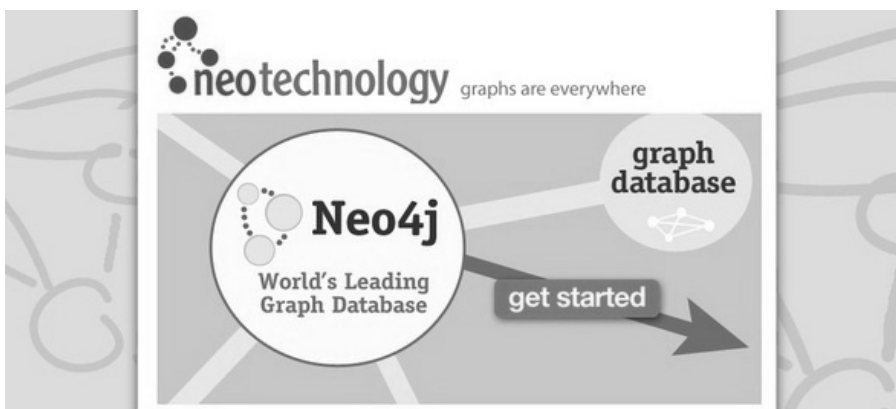 neotechnology graphs are everywhere
graph
database
Neo4j
World's Leading
Graph Database
get started